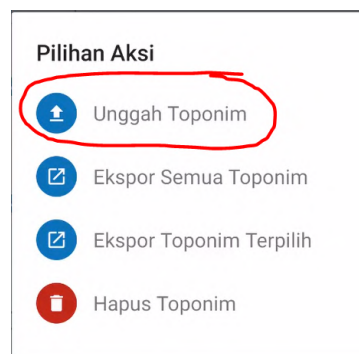 Pilihan Aksi
Unggah Toponim
Ekspor Semua Toponim
Ekspor Toponim Terpilih
Hapus Toponim